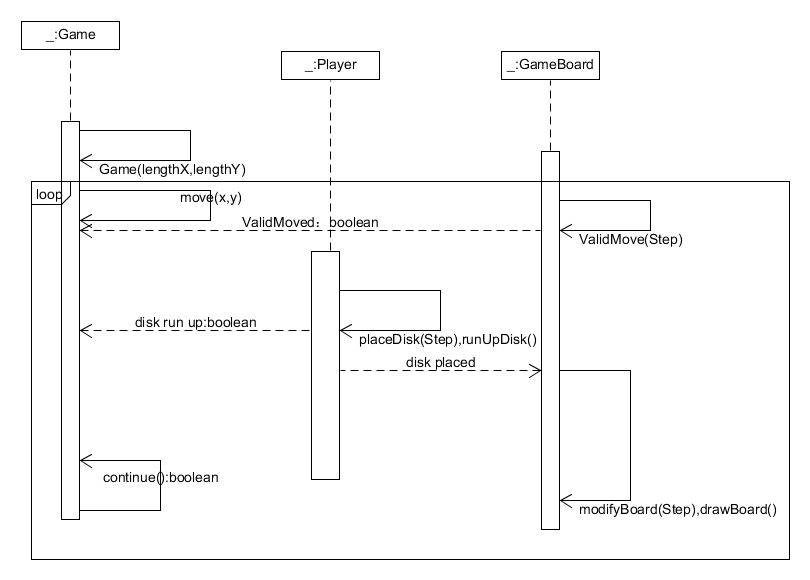 _:Game
_:Player
_:GameBoard
Game(lengthX,lengthY)
loop
move(x,y)
ValidMoved：boolean
ValidMove(Step)
disk run up:boolean
placeDisk(Step),runUpDisk()
disk placed
continue():boolean
modifyBoard(Step),drawBoard()